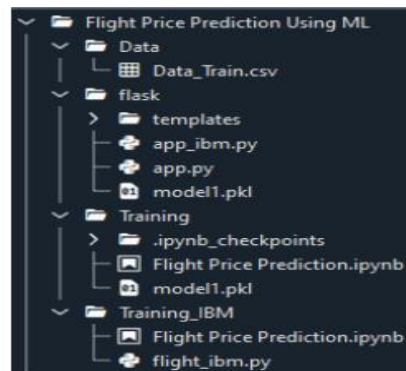 Flight Price Prediction Using ML
Data
Data_Train.csv
flask
templates
app_ibm.py
app.py
model1.pkl
Training
.ipynb_checkpoints
Flight Price Prediction.ipynb
model1.pkl
Training_IBM
Flight Price Prediction.ipynb
flight_ibm.py